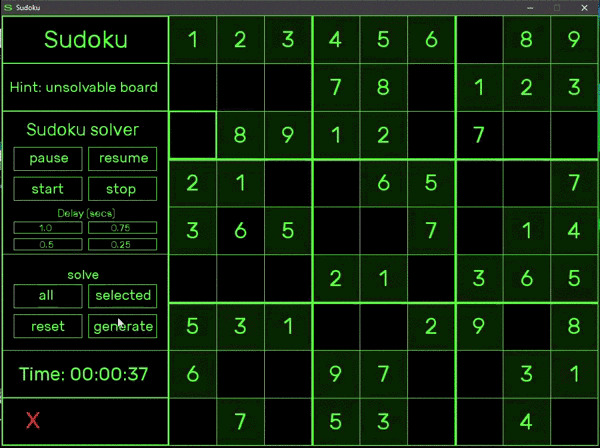 Sudoku
Sudoku
Hint: unsolvable board
Sudoku solver
pause resume
start stop
Delay (secs)
1.0 0.75
0.5 0.25
solve
all selected
reset generate
Time: 00:00:37
X
1 2 3 4 5 6 8 9
7 8 1 2 3
8 9 1 2 7
2 1 6 5 7
3 6 5 7 1 4
2 1 3 6 5
5 3 1 2 9 8
6 9 7 3 1
7 5 3 4